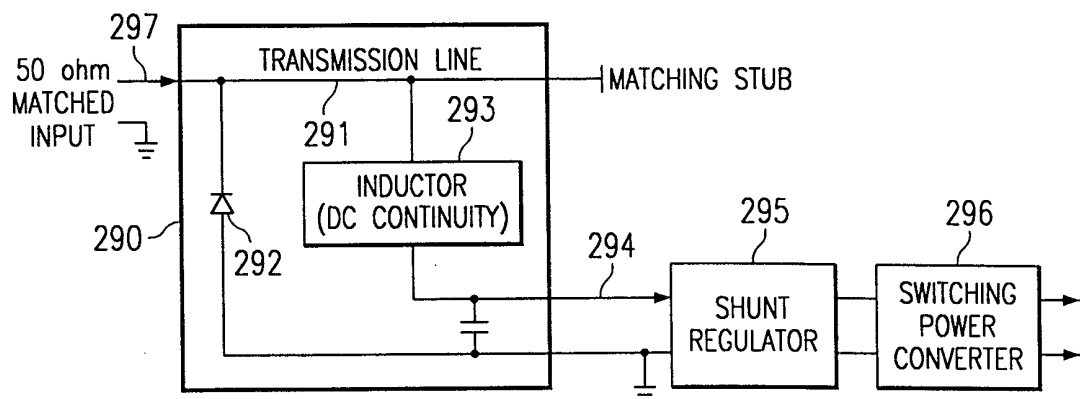 297
50 ohm
MATCHED
INPUT
TRANSMISSION LINE
291
293
MATCHING STUB
INDUCTOR
(DC CONTINUITY)
290
292
294
295
296
SHUNT
REGULATOR
SWITCHING
POWER
CONVERTER